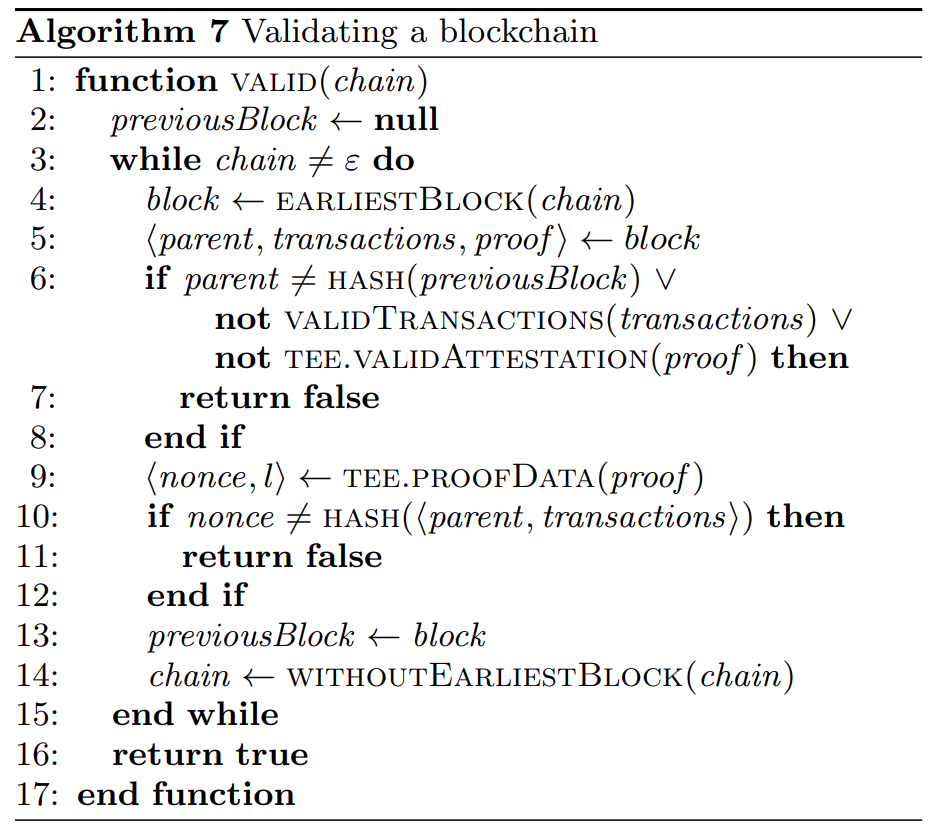 Algorithm 7 Validating a blockchain
1: function VALID(chain)
2: previousBlock ← null
3: while chain ≠ ε do
4: block ← EARLIESTBLOCK(chain)
5: ⟨parent, transactions, proof⟩ ← block
6: if parent ≠ HASH(previousBlock) ∨
not VALIDTRANSACTIONS(transactions) ∨
not TEE.VALIDATTESTATION(proof) then
7: return false
8: end if
9: ⟨nonce, l⟩ ← TEE.PROOFDATA(proof)
10: if nonce ≠ HASH(⟨parent, transactions⟩) then
11: return false
12: end if
13: previousBlock ← block
14: chain ← WITHOUTEARLIESTBLOCK(chain)
15: end while
16: return true
17: end function